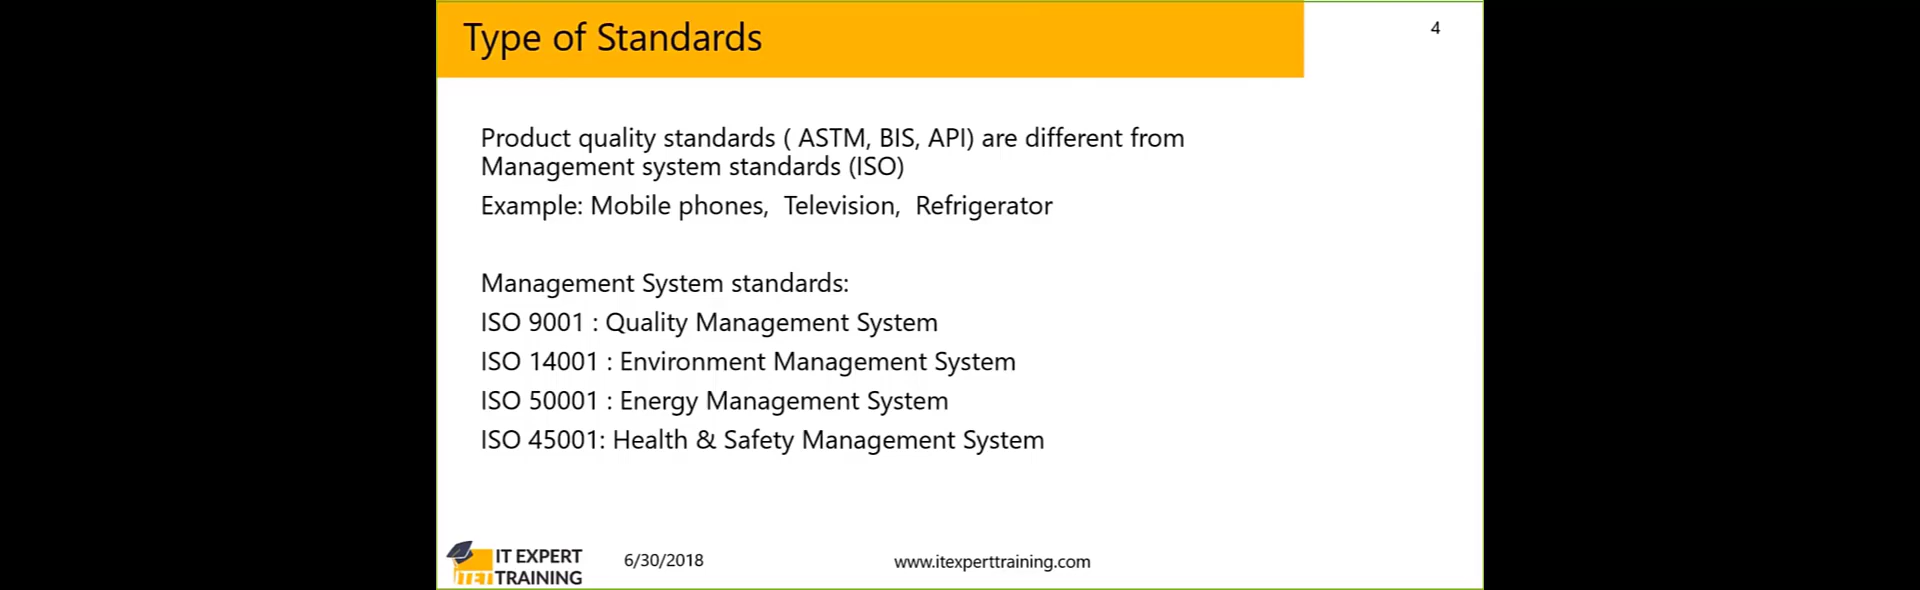 Type of Standards
4
Product quality standards ( ASTM, BIS, API) are different from
Management system standards (ISO)
Example: Mobile phones,  Television,  Refrigerator
Management System standards:
ISO 9001 : Quality Management System
ISO 14001 : Environment Management System
ISO 50001 : Energy Management System
ISO 45001: Health & Safety Management System
IT EXPERT
ITET TRAINING
6/30/2018
www.itexperttraining.com